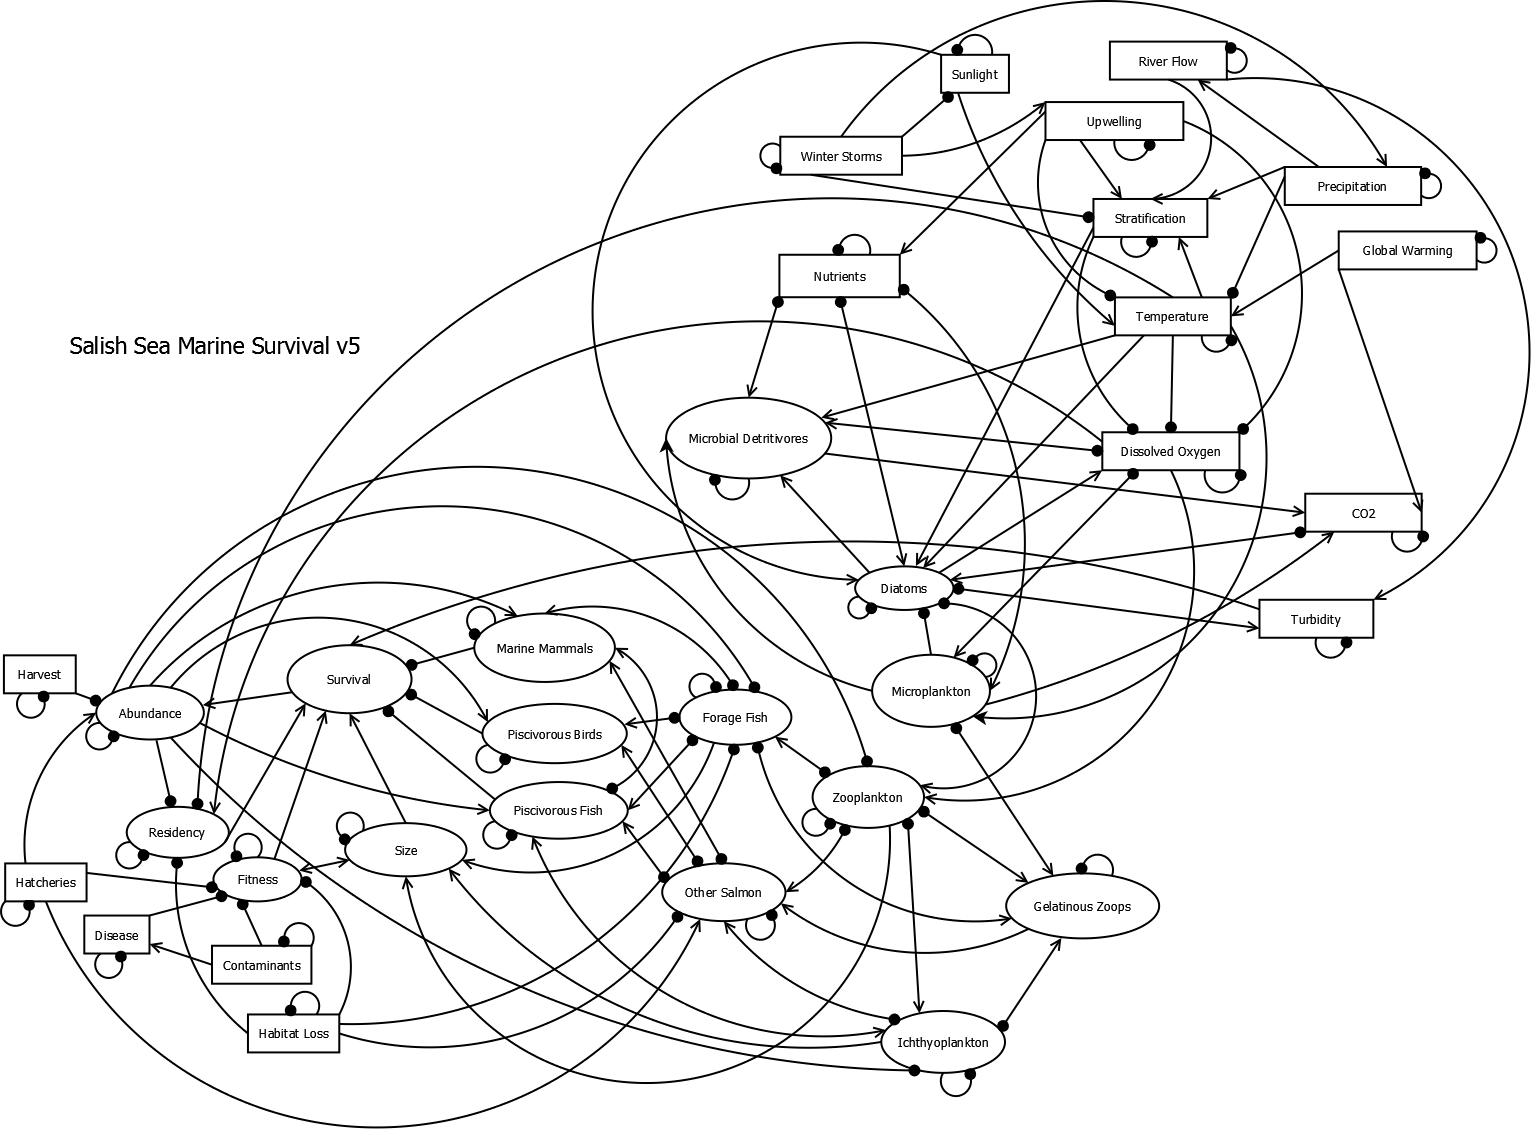 Sunlight
River Flow
Upwelling
Winter Storms
Precipitation
Stratification
Global Warming
Nutrients
Temperature
Salish Sea Marine Survival v5
Microbial Detritivores
Dissolved Oxygen
CO2
Diatoms
Turbidity
Marine Mammals
Harvest
Survival
Microplankton
Abundance
Forage Fish
Piscivorous Birds
Zooplankton
Piscivorous Fish
Residency
Size
Fitness
Hatcheries
Other Salmon
Gelatinous Zoops
Disease
Contaminants
Habitat Loss
Ichthyoplankton